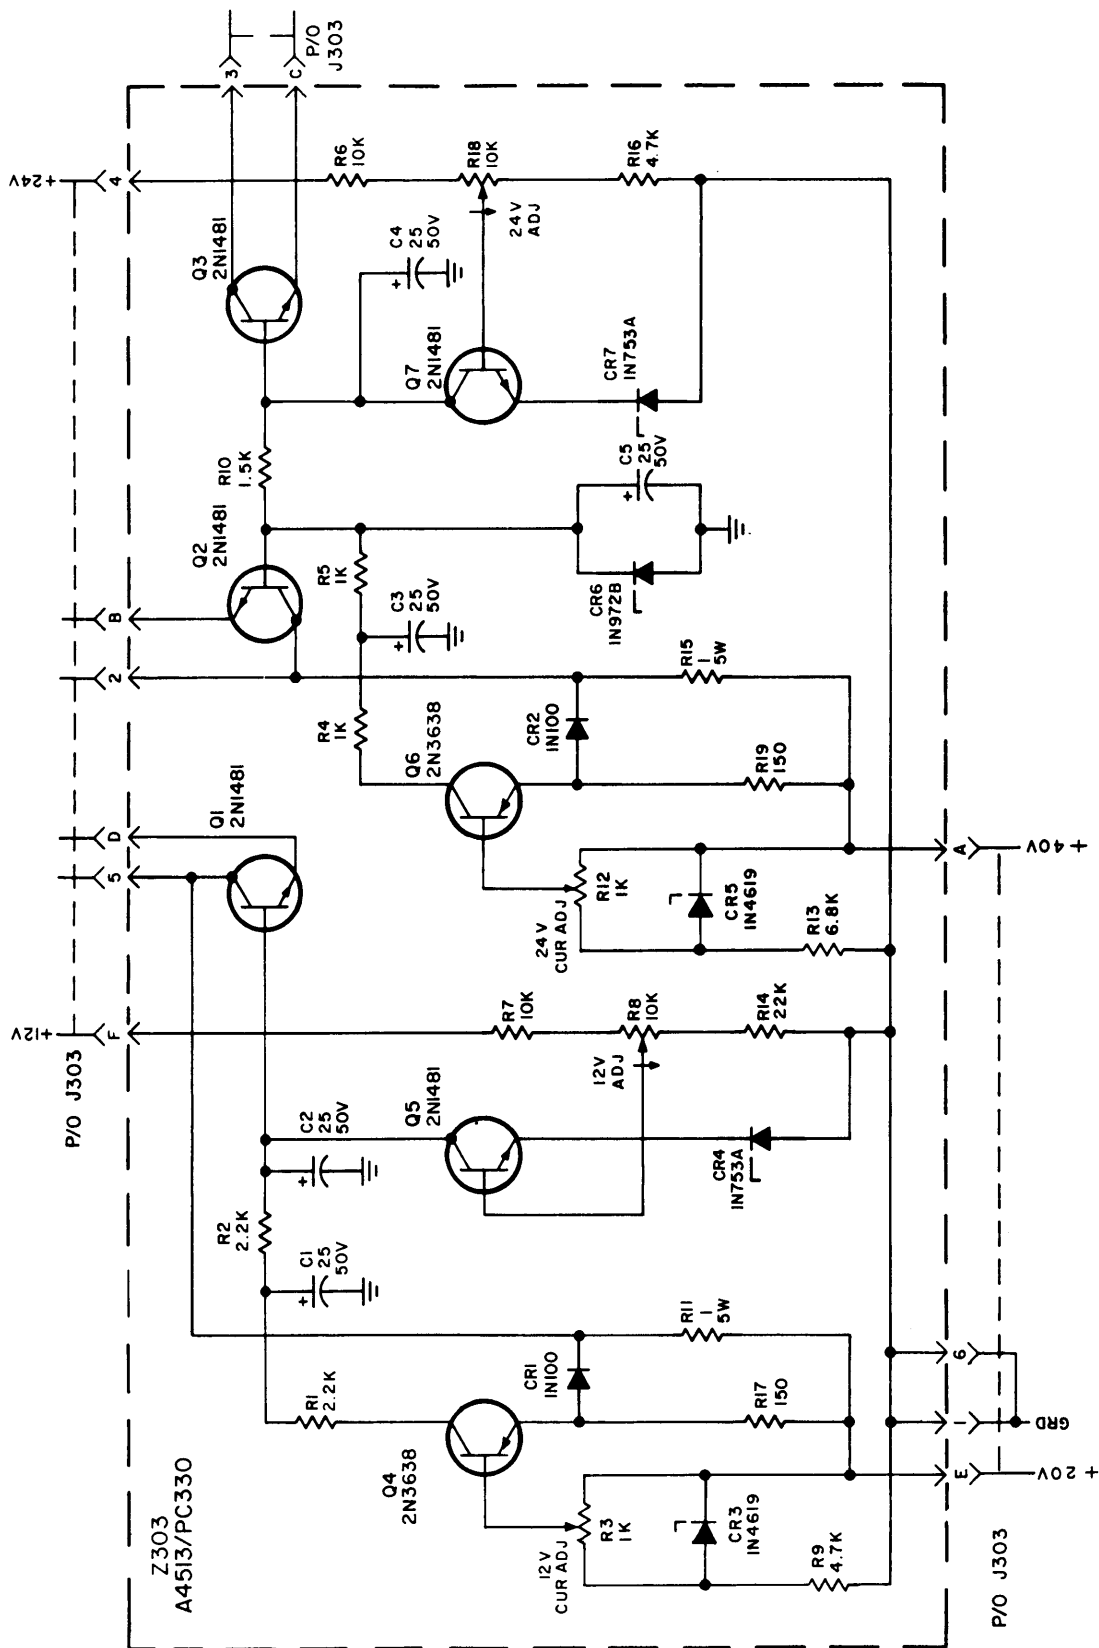 Z303
A4513/PC330
P/O J303
+12V
F
5
D
2
B
+24V
4
3
C
P/O
J303
Q1
2N1481
Q2
2N1481
Q3
2N1481
R10
1.5K
R6
10K
R18
10K
24V
ADJ
R16
4.7K
C4
25
50V
+
Q7
2N1481
CR7
1N753A
C5
25
50V
+
CR6
1N972B
R5
1K
C3
25
50V
+
R4
1K
Q6
2N3638
CR2
1N100
R15
1
5W
R19
150
R12
1K
24V
CUR ADJ
CR5
1N4619
R13
6.8K
R7
10K
R8
10K
12V
ADJ
R14
22K
Q5
2N1481
CR4
1N753A
C2
25
50V
+
R2
2.2K
C1
25
50V
+
R1
2.2K
Q4
2N3638
CR1
1N100
R11
1
5W
R17
150
R3
1K
12V
CUR ADJ
CR3
1N4619
R9
4.7K
P/O J303
E
+20V
1
GRD
6
A
+40V